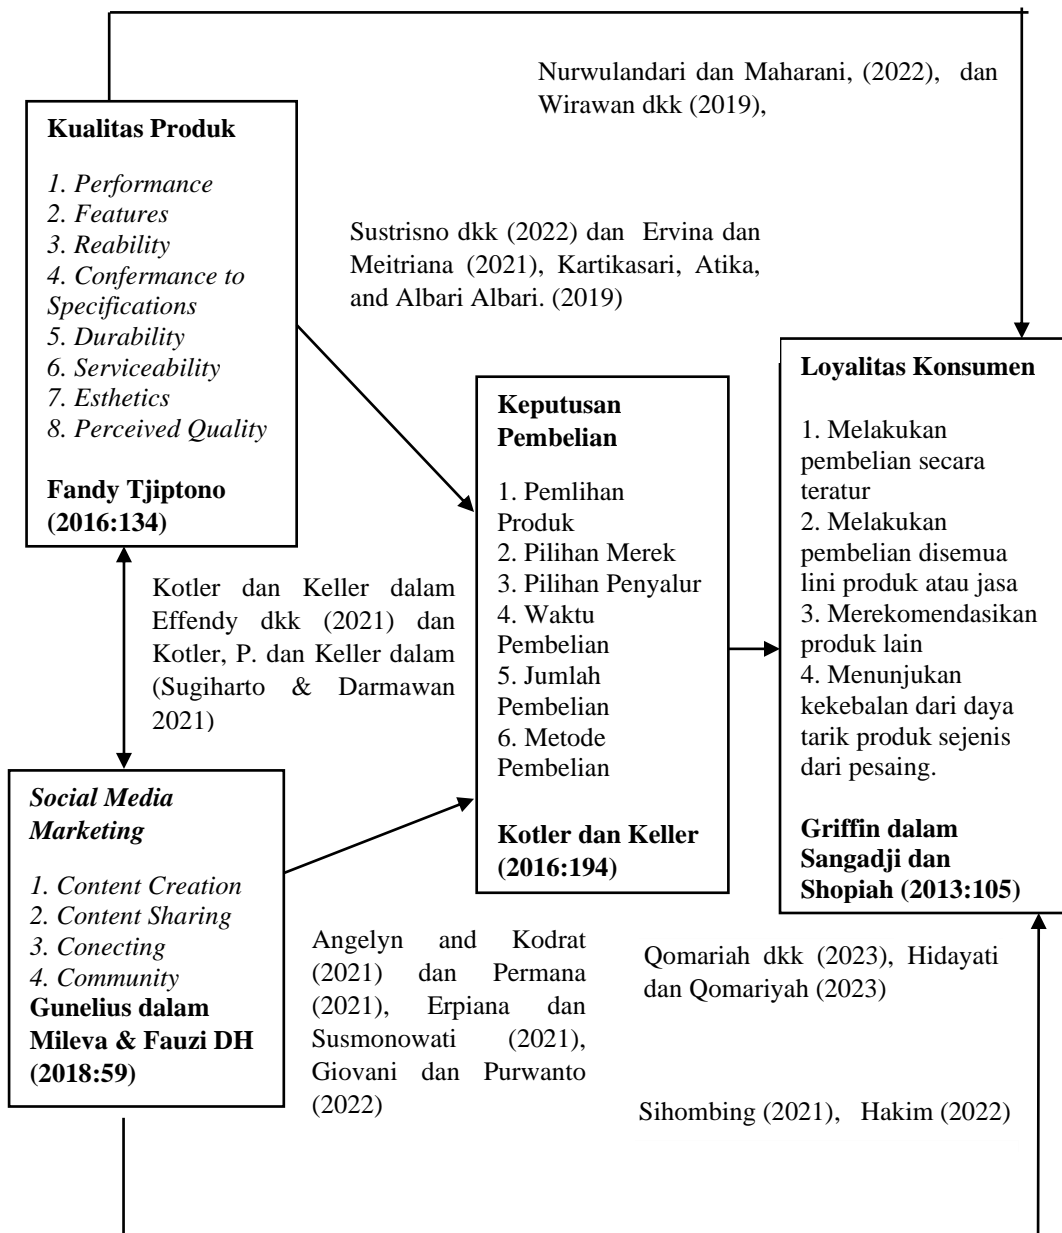 Nurwulandari dan Maharani, (2022), dan
Wirawan dkk (2019),
Kualitas Produk
1. Performance
2. Features
3. Reability
4. Confermance to
Specifications
5. Durability
6. Serviceability
7. Esthetics
8. Perceived Quality
Fandy Tjiptono
(2016:134)
Sustrisno dkk (2022) dan Ervina dan
Meitriana (2021), Kartikasari, Atika,
and Albari Albari. (2019)
Keputusan
Pembelian
1. Pemlihan
Produk
2. Pilihan Merek
3. Pilihan Penyalur
4. Waktu
Pembelian
5. Jumlah
Pembelian
6. Metode
Pembelian
Kotler dan Keller
(2016:194)
Loyalitas Konsumen
1. Melakukan
pembelian secara
teratur
2. Melakukan
pembelian disemua
lini produk atau jasa
3. Merekomendasikan
produk lain
4. Menunjukan
kekebalan dari daya
tarik produk sejenis
dari pesaing.
Griffin dalam
Sangadji dan
Shopiah (2013:105)
Kotler dan Keller dalam
Effendy dkk (2021) dan
Kotler, P. dan Keller dalam
(Sugiharto & Darmawan
2021)
Social Media
Marketing
1. Content Creation
2. Content Sharing
3. Conecting
4. Community
Gunelius dalam
Mileva & Fauzi DH
(2018:59)
Angelyn and Kodrat
(2021) dan Permana
(2021), Erpiana dan
Susmonowati (2021),
Giovani dan Purwanto
(2022)
Qomariah dkk (2023), Hidayati
dan Qomariyah (2023)
Sihombing (2021), Hakim (2022)